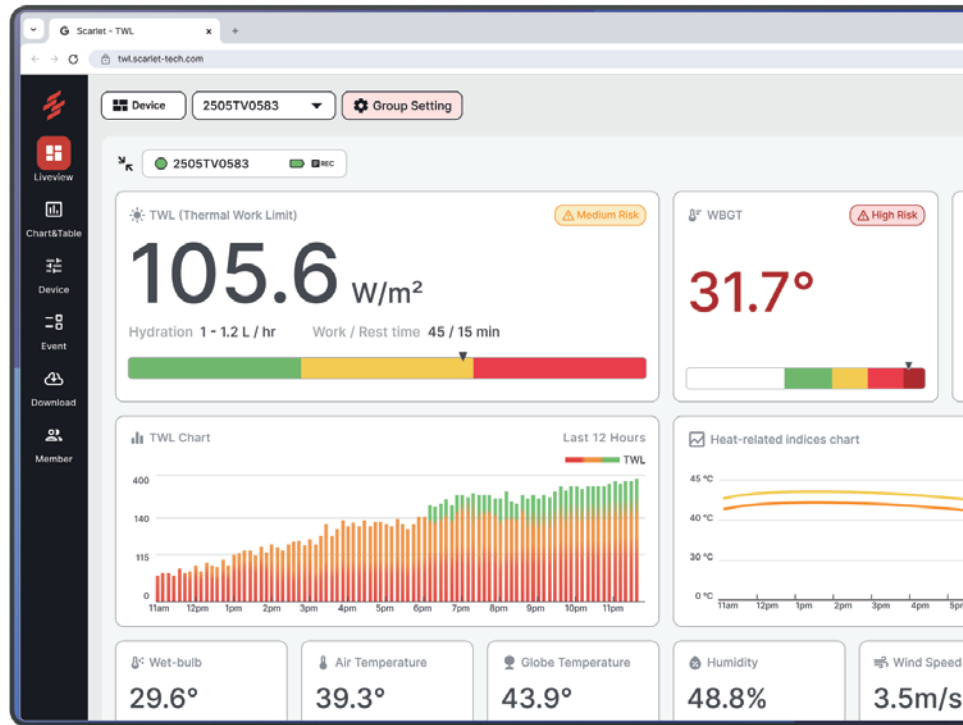 Scarlet - TWL
twl.scarlet-tech.com
Device
2505TV0583
Group Setting
2505TV0583
REC
Liveview
Chart&Table
Device
Event
Download
Member
TWL (Thermal Work Limit)
Medium Risk
105.6 W/m²
Hydration 1 - 1.2 L / hr Work / Rest time 45 / 15 min
WBGT
High Risk
31.7°
TWL Chart
Last 12 Hours
TWL
400
140
115
0
11am 12pm 1pm 2pm 3pm 4pm 5pm 6pm 7pm 8pm 9pm 10pm 11pm
Heat-related indices chart
45 °C
40 °C
30 °C
0 °C
11am 12pm 1pm 2pm 3pm 4pm 5pm
Wet-bulb
29.6°
Air Temperature
39.3°
Globe Temperature
43.9°
Humidity
48.8%
Wind Speed
3.5m/s